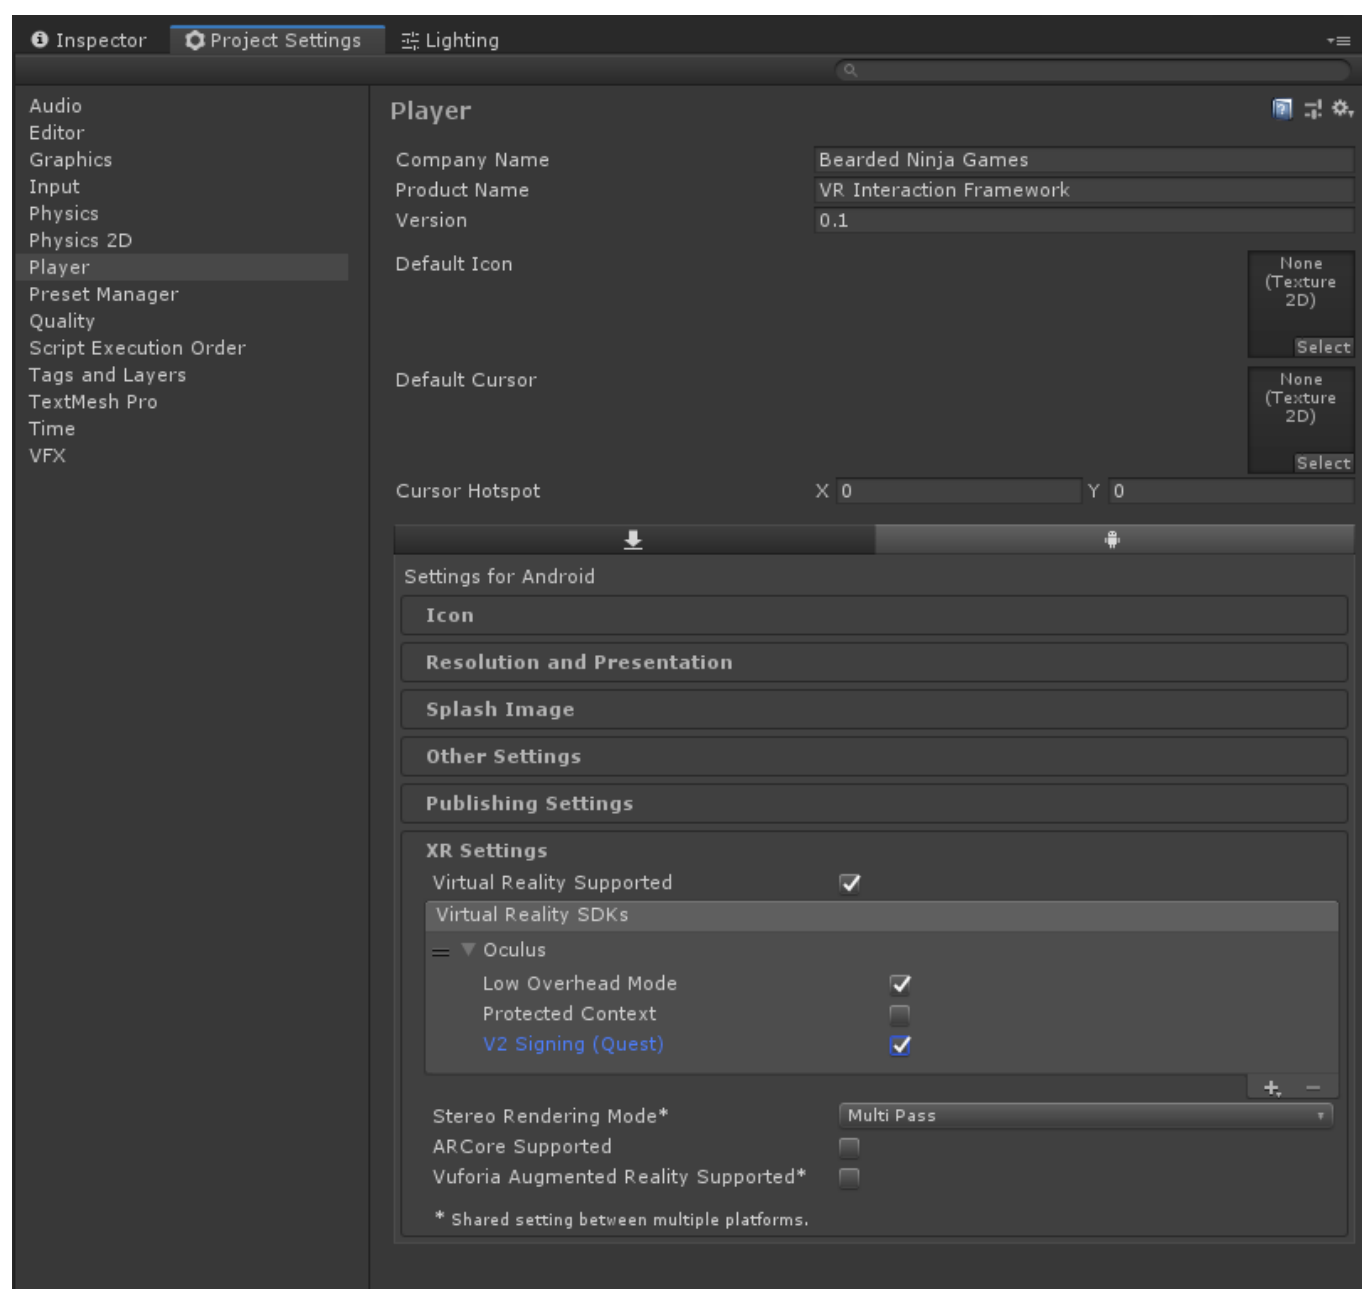 Inspector
Project Settings
Lighting
Audio
Editor
Graphics
Input
Physics
Physics 2D
Player
Preset Manager
Quality
Script Execution Order
Tags and Layers
TextMesh Pro
Time
VFX
Player
Company Name
Bearded Ninja Games
Product Name
VR Interaction Framework
Version
0.1
Default Icon
None
(Texture
2D)
Select
Default Cursor
None
(Texture
2D)
Select
Cursor Hotspot
X 0
Y 0
Settings for Android
Icon
Resolution and Presentation
Splash Image
Other Settings
Publishing Settings
XR Settings
Virtual Reality Supported
Virtual Reality SDKs
Oculus
Low Overhead Mode
Protected Context
V2 Signing (Quest)
Stereo Rendering Mode*
Multi Pass
ARCore Supported
Vuforia Augmented Reality Supported*
* Shared setting between multiple platforms.